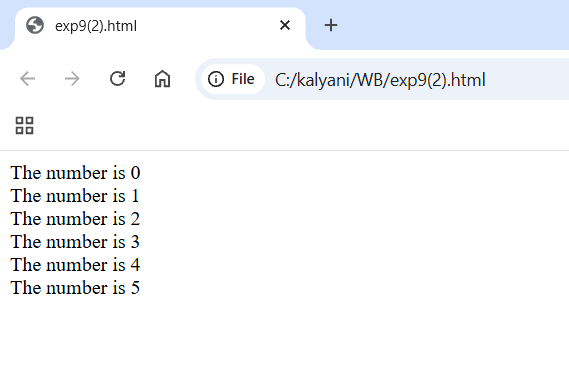 exp9(2).html
File C:/kalyani/WB/exp9(2).html
The number is 0
The number is 1
The number is 2
The number is 3
The number is 4
The number is 5